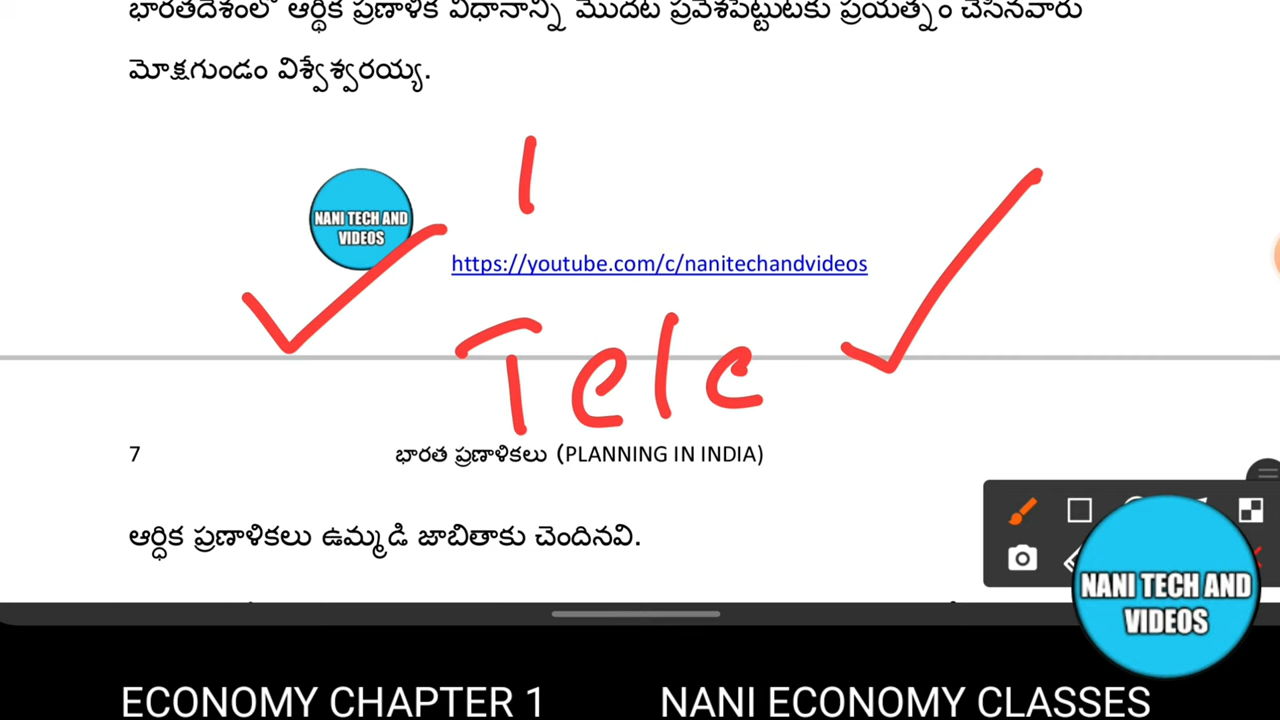 భారతదేశంలో ఆర్థిక ప్రణాళిక విధానాన్ని మొదట ప్రవేశపెట్టుటకు ప్రయత్నం చేసినవారు
మోక్షగుండం విశ్వేశ్వరయ్య.
1
NANI TECH AND
VIDEOS
https://youtube.com/c/nanitechandvideos
Tele
7 భారత ప్రణాళికలు (PLANNING IN INDIA)
ఆర్ధిక ప్రణాళికలు ఉమ్మడి జాబితాకు చెందినవి.
NANI TECH AND
VIDEOS
ECONOMY CHAPTER 1 NANI ECONOMY CLASSES